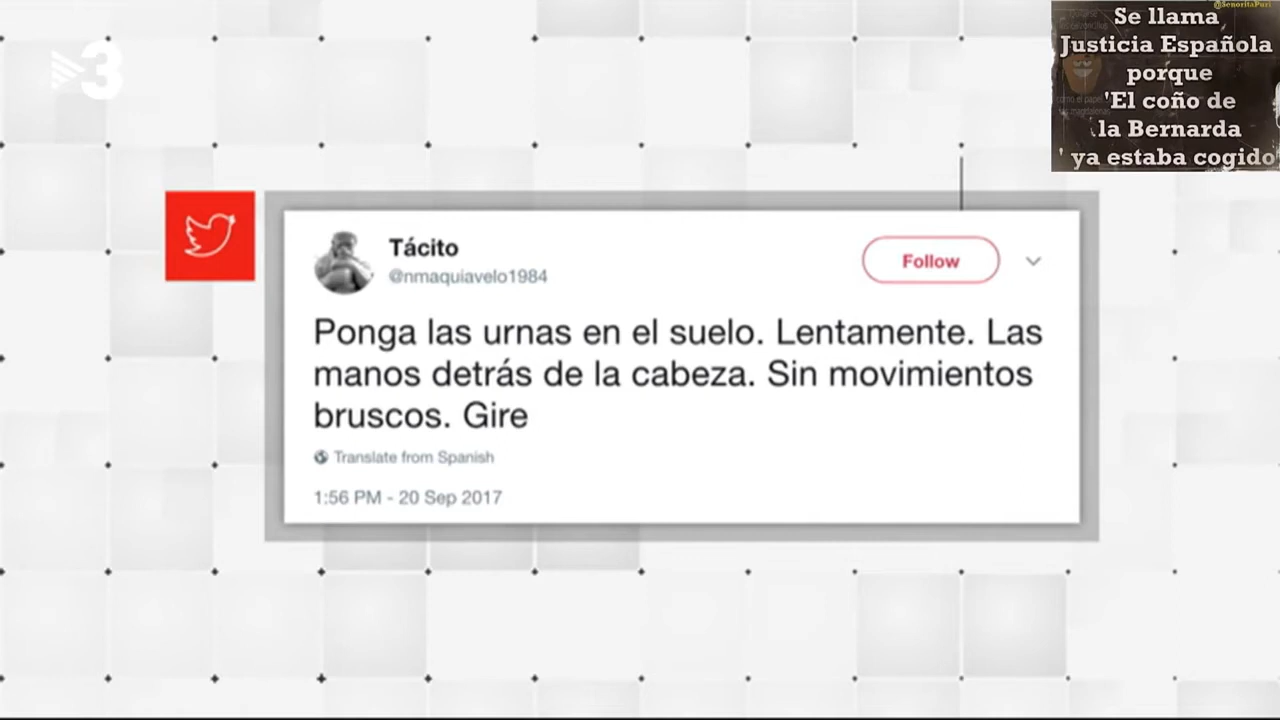 3
@SenoritaPuri
Se llama
Justicia Española
porque
'El coño de
la Bernarda
' ya estaba cogido
Tácito
@nmaquiavelo1984
Follow
Ponga las urnas en el suelo. Lentamente. Las
manos detrás de la cabeza. Sin movimientos
bruscos. Gire
Translate from Spanish
1:56 PM - 20 Sep 2017